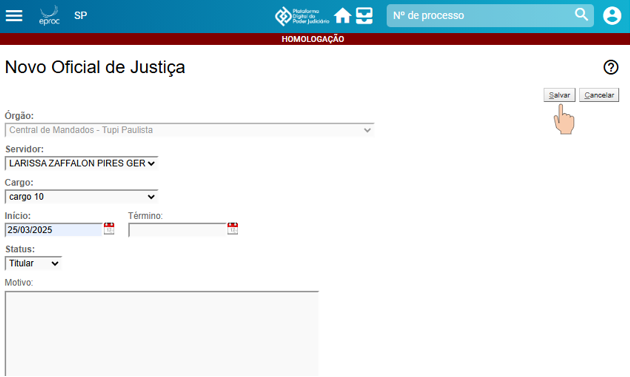 eproc
SP
Plataforma
Digital do
Poder Judiciário
Nº de processo
HOMOLOGAÇÃO
Novo Oficial de Justiça
Salvar
Cancelar
Órgão:
Central de Mandados - Tupi Paulista
Servidor:
LARISSA ZAFFALON PIRES GER
Cargo:
cargo 10
Início:
Término:
25/03/2025
Status:
Titular
Motivo: